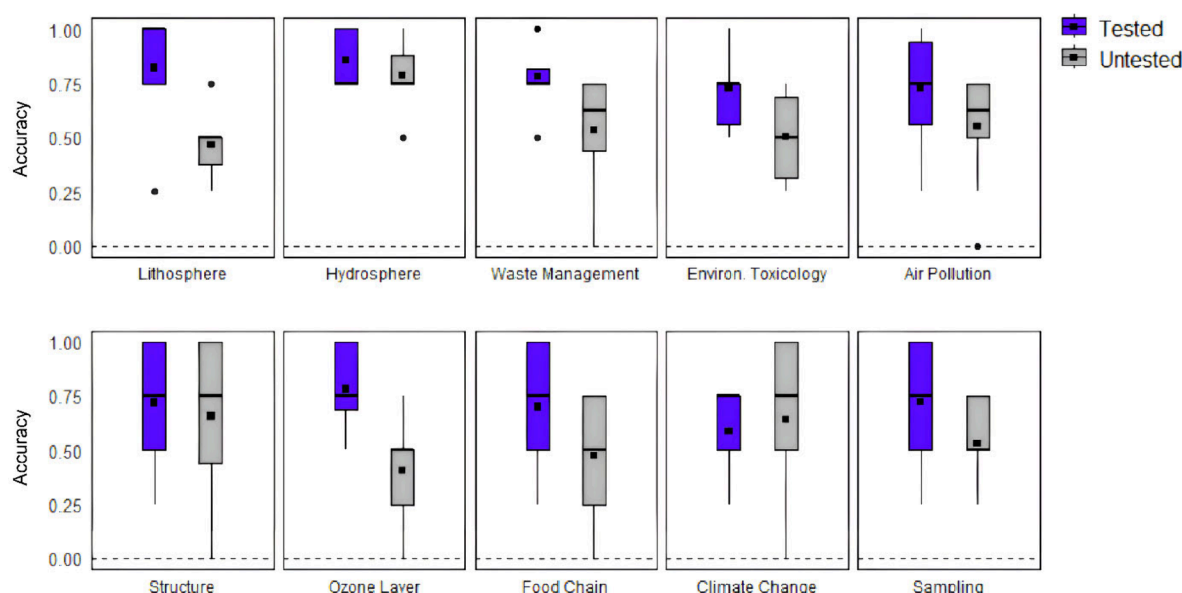 Accuracy
1.00
0.75
0.50
0.25
0.00
Lithosphere
Hydrosphere
Waste Management
Environ. Toxicology
Air Pollution
Tested
Untested
Accuracy
1.00
0.75
0.50
0.25
0.00
Structure
Ozone Layer
Food Chain
Climate Change
Sampling